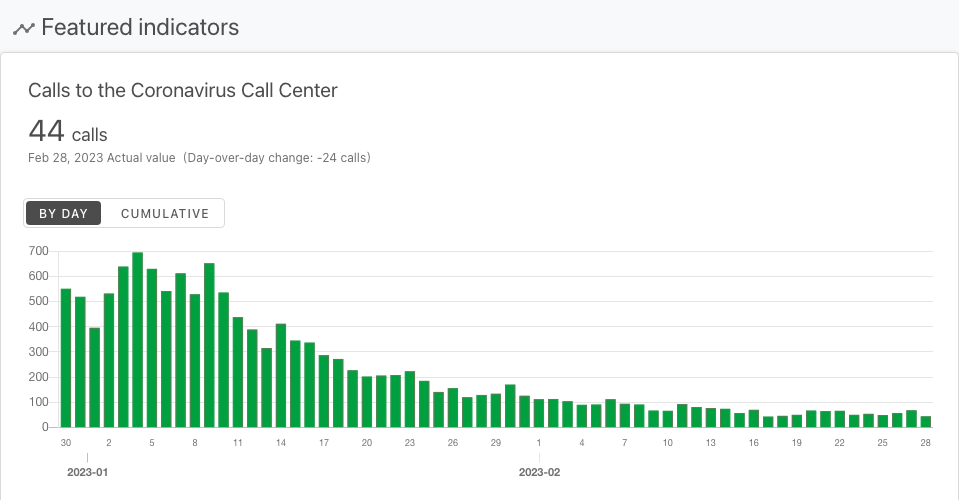 Featured indicators
Calls to the Coronavirus Call Center
44 calls
Feb 28, 2023 Actual value (Day-over-day change: -24 calls)
BY DAY CUMULATIVE
700
600
500
400
300
200
100
0
30 2 5 8 11 14 17 20 23 26 29 1 4 7 10 13 16 19 22 25 28
2023-01 2023-02